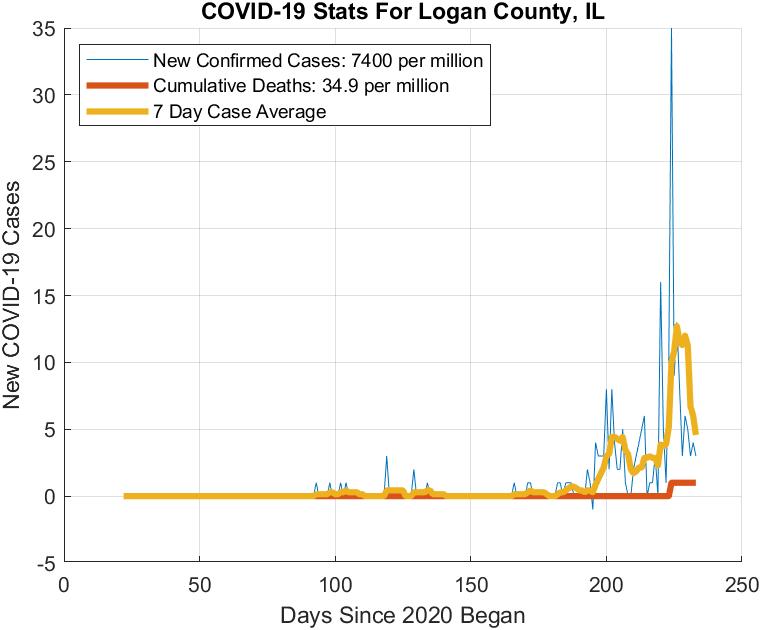 COVID-19 Stats For Logan County, IL
New Confirmed Cases: 7400 per million
Cumulative Deaths: 34.9 per million
7 Day Case Average
New COVID-19 Cases
35
30
25
20
15
10
5
0
-5
0 50 100 150 200 250
Days Since 2020 Began